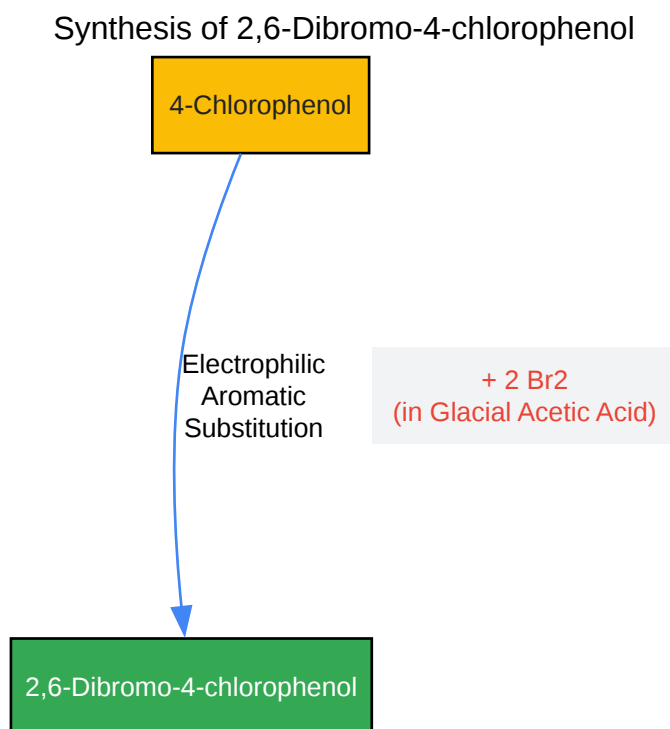 Synthesis of 2,6-Dibromo-4-chlorophenol
4-Chlorophenol
Electrophilic
Aromatic
Substitution
+ 2 Br2
(in Glacial Acetic Acid)
2,6-Dibromo-4-chlorophenol